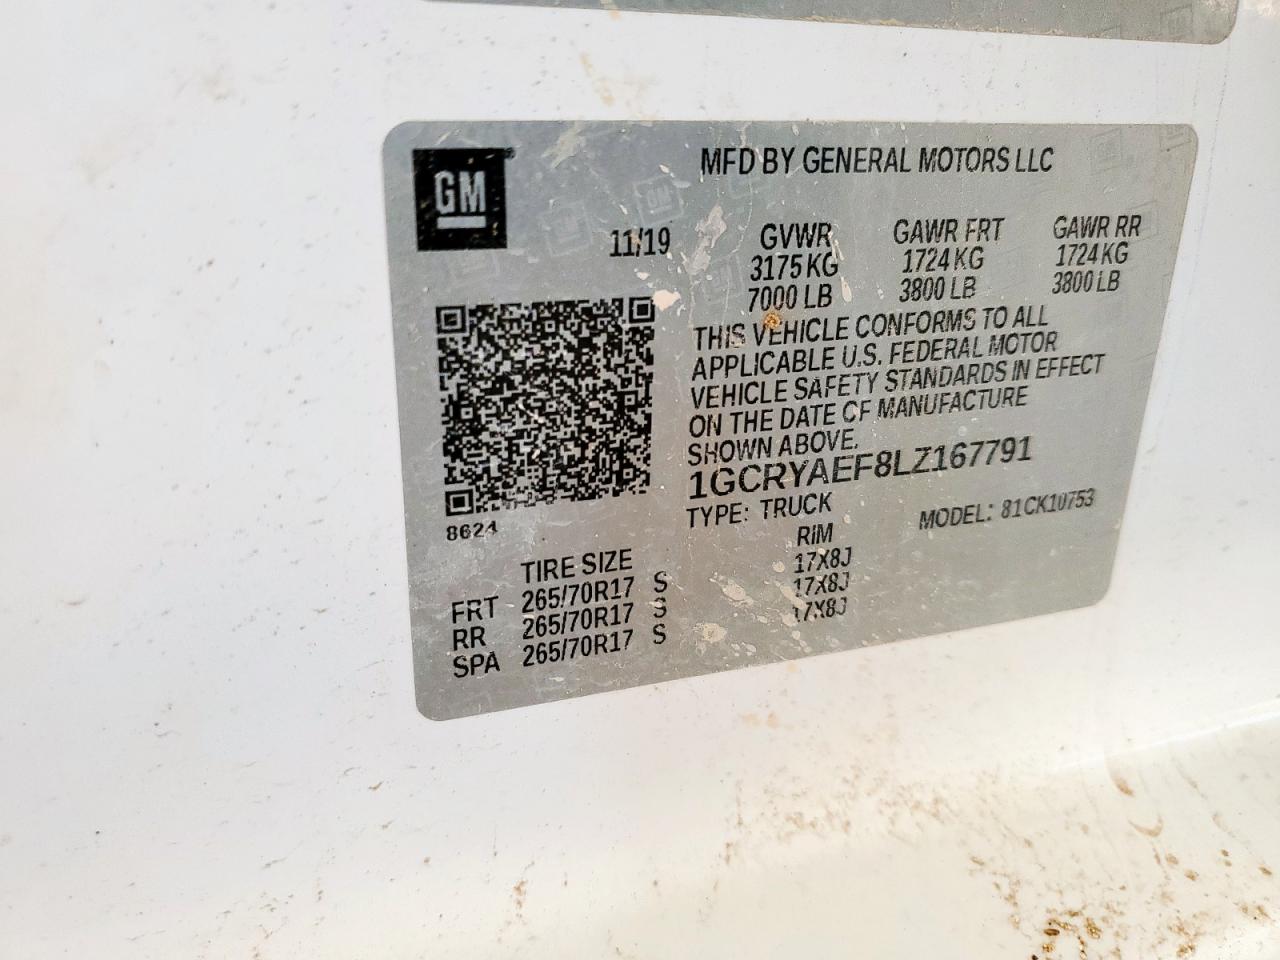 GM
MFD BY GENERAL MOTORS LLC
11/19
GVWR GAWR FRT GAWR RR
3175 KG 1724 KG 1724 KG
7000 LB 3800 LB 3800 LB
THIS VEHICLE CONFORMS TO ALL
APPLICABLE U.S. FEDERAL MOTOR
VEHICLE SAFETY STANDARDS IN EFFECT
ON THE DATE OF MANUFACTURE
SHOWN ABOVE.
1GCRYAEF8LZ167791
TYPE: TRUCK MODEL: 81CK10753
8624
TIRE SIZE RIM
FRT 265/70R17 S 17X8J
RR 265/70R17 S 17X8J
SPA 265/70R17 S 17X8J